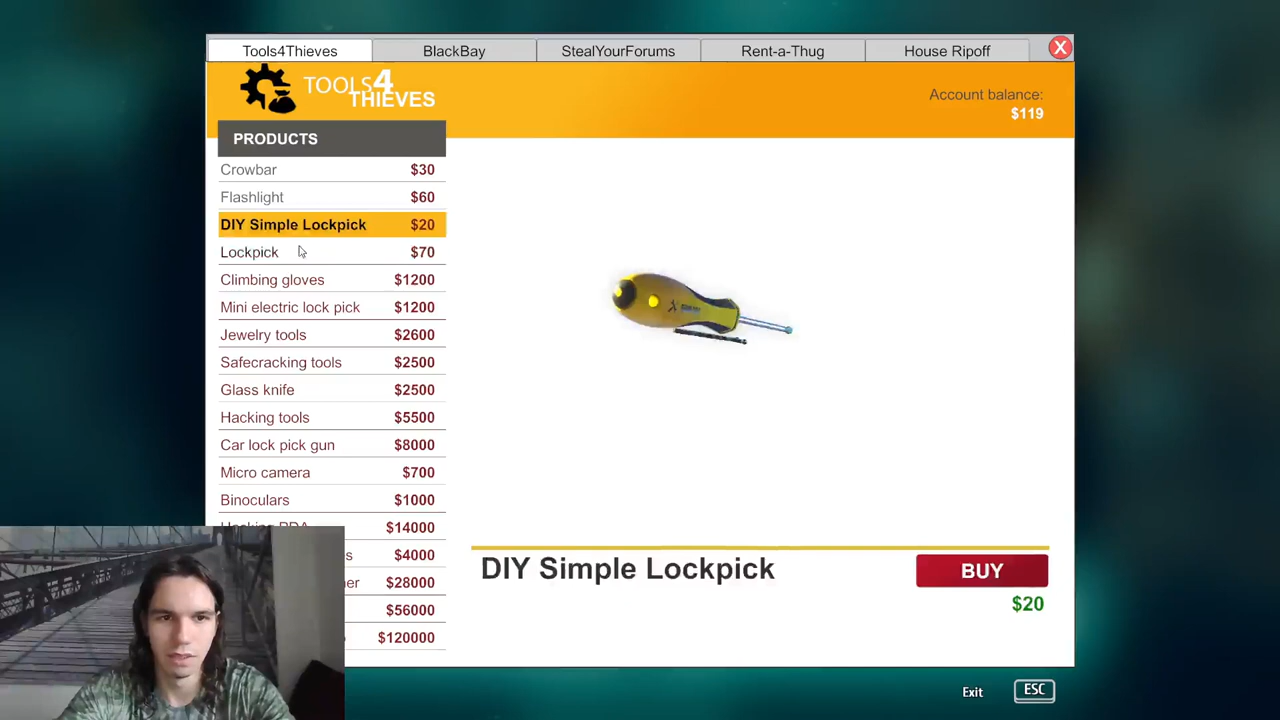 Tools4Thieves
BlackBay
StealYourForums
Rent-a-Thug
House Ripoff
X
TOOLS 4 THIEVES
Account balance:
$119
PRODUCTS
Crowbar $30
Flashlight $60
DIY Simple Lockpick $20
Lockpick $70
Climbing gloves $1200
Mini electric lock pick $1200
Jewelry tools $2600
Safecracking tools $2500
Glass knife $2500
Hacking tools $5500
Car lock pick gun $8000
Micro camera $700
Binoculars $1000
$14000
$4000
$28000
$56000
$120000
DIY Simple Lockpick
BUY
$20
Exit ESC